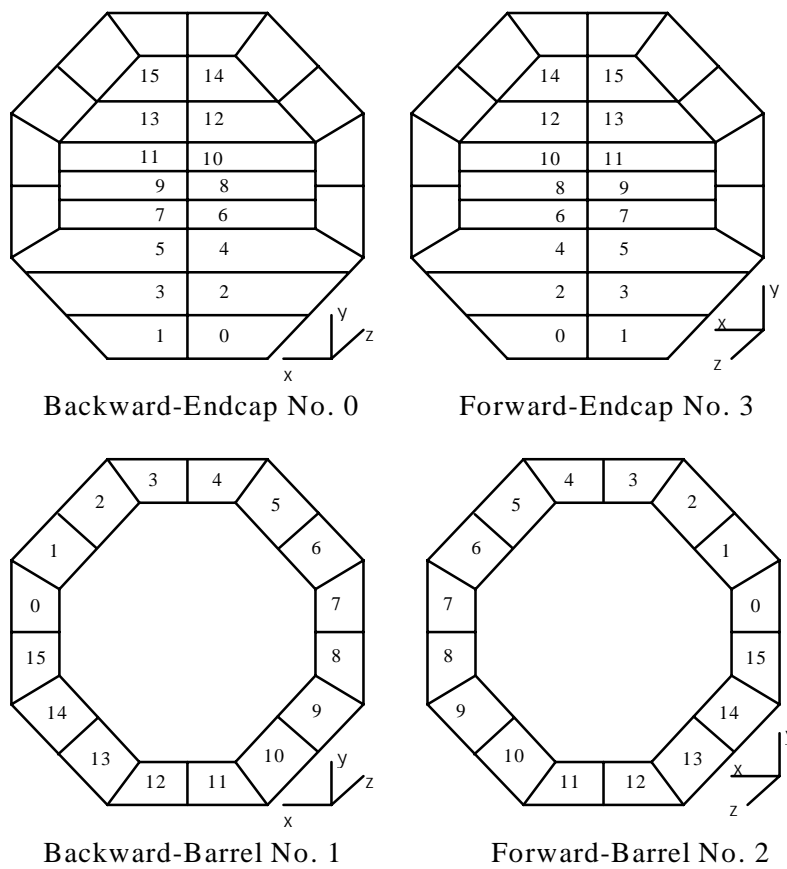 15 14
13 12
11 10
9 8
7 6
5 4
3 2
1 0
y
z
x
Backward-Endcap No. 0
14 15
12 13
10 11
8 9
6 7
4 5
2 3
0 1
y
x
z
Forward-Endcap No. 3
3 4
2 5
1 6
0 7
15 8
14 9
13 10
12 11
y
z
x
Backward-Barrel No. 1
4 3
5 2
6 1
7 0
8 15
9 14
10 13
11 12
y
x
z
Forward-Barrel No. 2